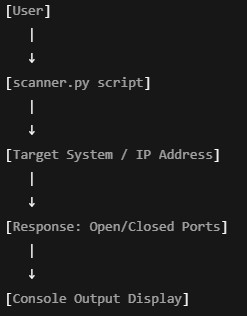 [User]
|
↓
[scanner.py script]
|
↓
[Target System / IP Address]
|
↓
[Response: Open/Closed Ports]
|
↓
[Console Output Display]